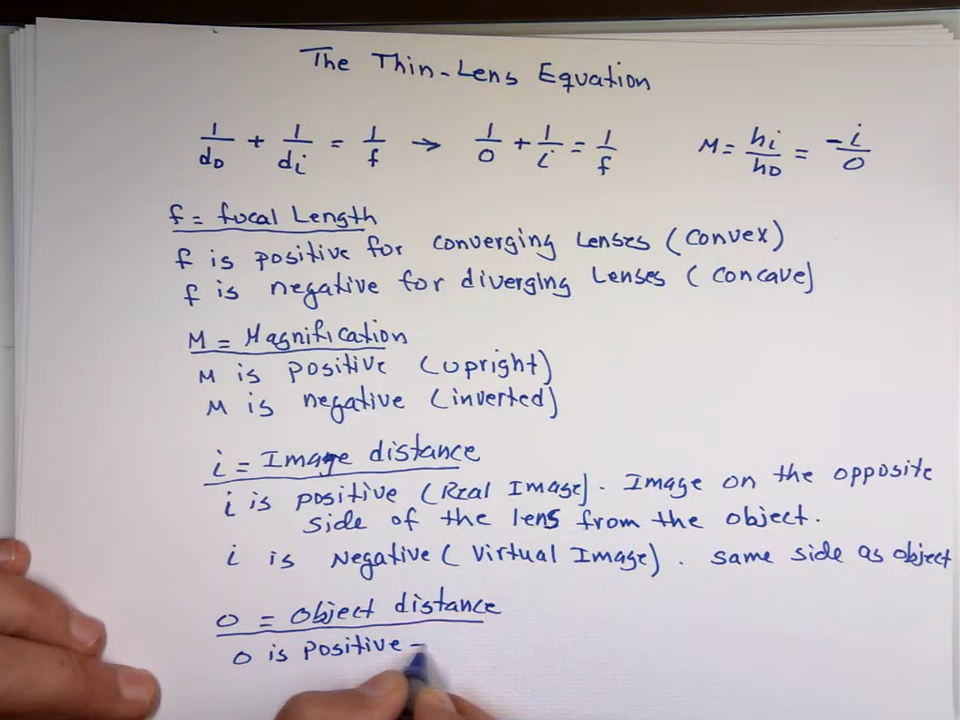 The Thin-Lens Equation
1/do + 1/di = 1/f → 1/o + 1/i = 1/f M = hi/ho = -i/o
f = focal Length
f is positive for converging Lenses (convex)
f is negative for diverging Lenses (concave)
M = Magnification
M is positive (upright)
M is negative (inverted)
i = Image distance
i is positive (Real Image). Image on the opposite
side of the lens from the object.
i is Negative (Virtual Image). same side as object
o = Object distance
o is Positive -